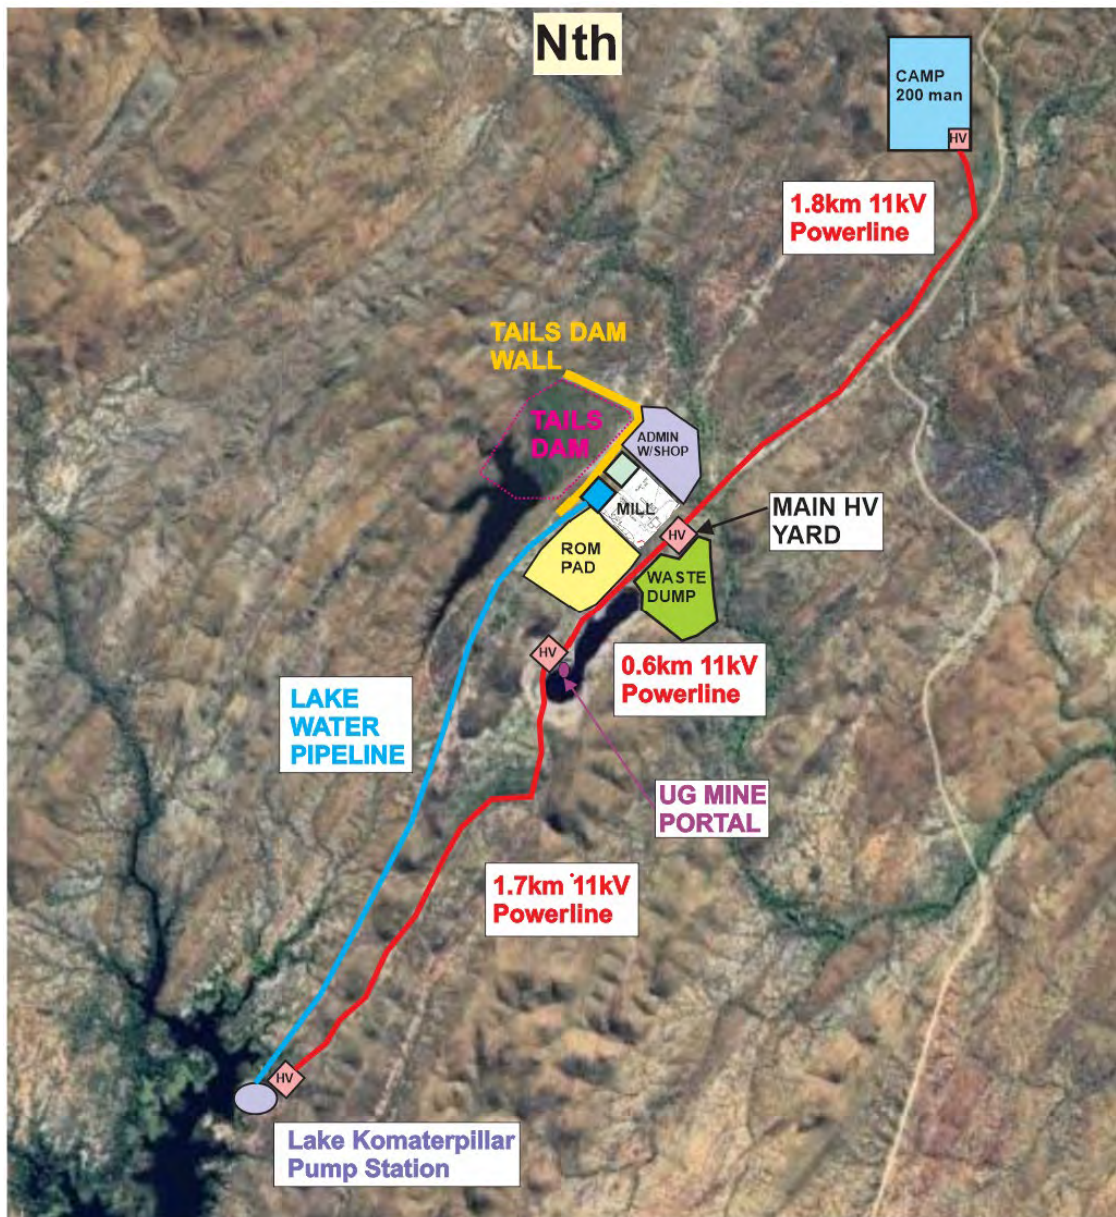 Nth
CAMP
200 man
HV
1.8km 11kV
Powerline
TAILS DAM
WALL
TAILS
DAM
ADMIN
W/SHOP
MILL
MAIN HV
YARD
HV
ROM
PAD
WASTE
DUMP
HV
0.6km 11kV
Powerline
LAKE
WATER
PIPELINE
UG MINE
PORTAL
1.7km 11kV
Powerline
HV
Lake Komaterpillar
Pump Station